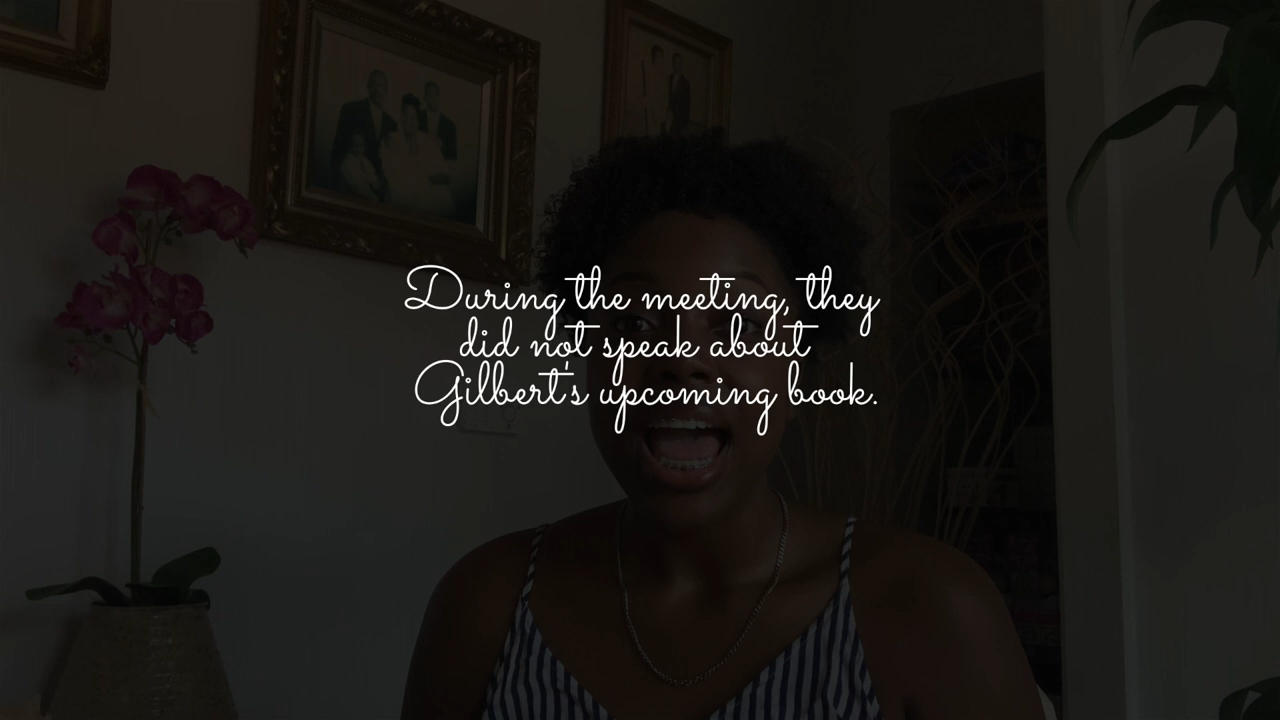 During the meeting, they
did not speak about
Gilbert's upcoming book.